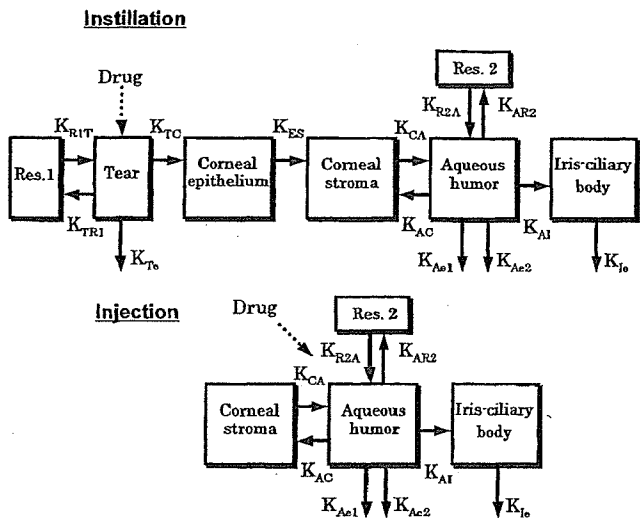 Instillation
Drug
Res. 2
K_R2A K_AR2
K_R1T K_TC K_ES K_CA
Res.1
Tear
Corneal
epithelium
Corneal
stroma
Aqueous
humor
Iris-ciliary
body
K_TR1 K_AC K_AI
K_Te K_Ae1 K_Ae2 K_Ie
Injection
Drug
Res. 2
K_R2A K_AR2
K_CA
Corneal
stroma
Aqueous
humor
Iris-ciliary
body
K_AC K_AI
K_Ae1 K_Ae2 K_Ie